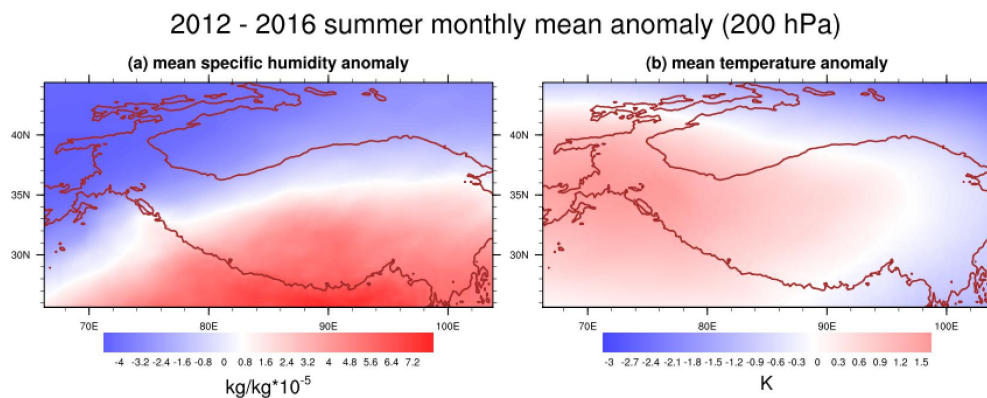 2012 - 2016 summer monthly mean anomaly (200 hPa)
(a) mean specific humidity anomaly
(b) mean temperature anomaly
40N
35N
30N
70E 80E 90E 100E
-4 -3.2 -2.4 -1.6 -0.8 0 0.8 1.6 2.4 3.2 4 4.8 5.6 6.4 7.2
kg/kg*10-5
40N
35N
30N
70E 80E 90E 100E
-3 -2.7 -2.4 -2.1 -1.8 -1.5 -1.2 -0.9 -0.6 -0.3 0 0.3 0.6 0.9 1.2 1.5
K